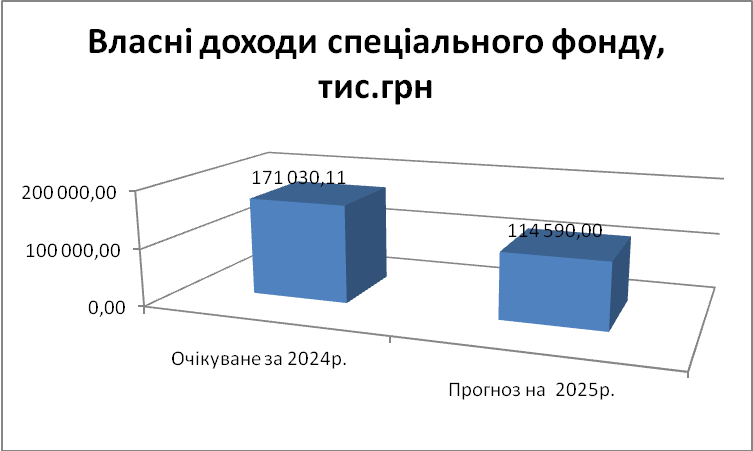 Власні доходи спеціального фонду,
тис.грн
200 000,00
100 000,00
0,00
171 030,11
114 590,00
Очікуване за 2024р.
Прогноз на 2025р.